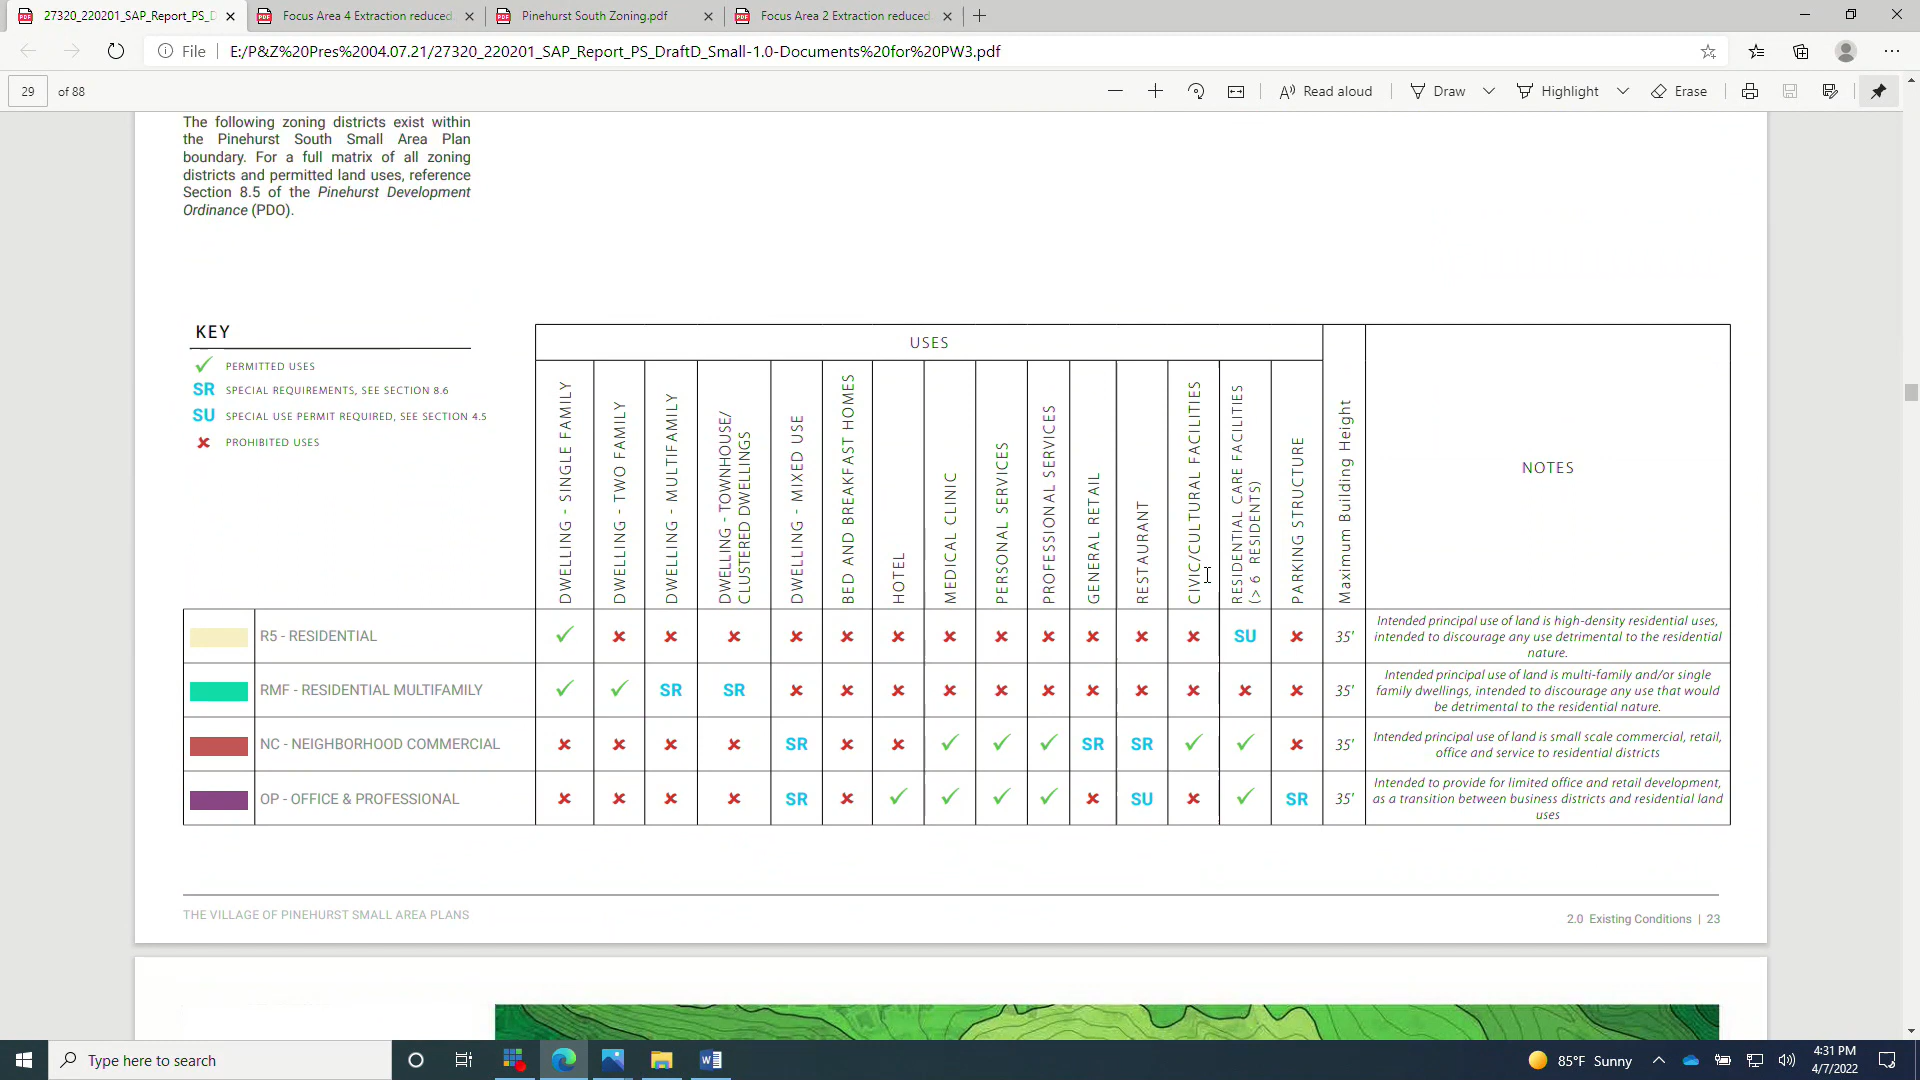 27320_220201_SAP_Report_PS_D
Focus Area 4 Extraction reduced
Pinehurst South Zoning.pdf
Focus Area 2 Extraction reduced
File
E:/P&Z%20Pres%2004.07.21/27320_220201_SAP_Report_PS_DraftD_Small-1.0-Documents%20for%20PW3.pdf
29 of 88
Read aloud
Draw
Highlight
Erase
The following zoning districts exist within
the Pinehurst South Small Area Plan
boundary. For a full matrix of all zoning
districts and permitted land uses, reference
Section 8.5 of the Pinehurst Development
Ordinance (PDO).
KEY
✓ PERMITTED USES
SR SPECIAL REQUIREMENTS, SEE SECTION 8.6
SU SPECIAL USE PERMIT REQUIRED, SEE SECTION 4.5
✘ PROHIBITED USES
USES
DWELLING - SINGLE FAMILY
DWELLING - TWO FAMILY
DWELLING - MULTIFAMILY
DWELLING - TOWNHOUSE/
CLUSTERED DWELLINGS
DWELLING - MIXED USE
BED AND BREAKFAST HOMES
HOTEL
MEDICAL CLINIC
PERSONAL SERVICES
PROFESSIONAL SERVICES
GENERAL RETAIL
RESTAURANT
CIVIC/CULTURAL FACILITIES
RESIDENTIAL CARE FACILITIES
(> 6 RESIDENTS)
PARKING STRUCTURE
Maximum Building Height
NOTES
R5 - RESIDENTIAL ✓ ✘ ✘ ✘ ✘ ✘ ✘ ✘ ✘ ✘ ✘ ✘ ✘ SU ✘ 35'
Intended principal use of land is high-density residential uses,
intended to discourage any use detrimental to the residential
nature.
RMF - RESIDENTIAL MULTIFAMILY ✓ ✓ SR SR ✘ ✘ ✘ ✘ ✘ ✘ ✘ ✘ ✘ ✘ ✘ 35'
Intended principal use of land is multi-family and/or single
family dwellings, intended to discourage any use that would
be detrimental to the residential nature.
NC - NEIGHBORHOOD COMMERCIAL ✘ ✘ ✘ ✘ SR ✘ ✘ ✓ ✓ ✓ SR SR ✓ ✓ ✘ 35'
Intended principal use of land is small scale commercial, retail,
office and service to residential districts
OP - OFFICE & PROFESSIONAL ✘ ✘ ✘ ✘ SR ✘ ✓ ✓ ✓ ✓ ✘ SU ✘ ✓ SR 35'
Intended to provide for limited office and retail development,
as a transition between business districts and residential land
uses
THE VILLAGE OF PINEHURST SMALL AREA PLANS
2.0 Existing Conditions | 23
Type here to search
85°F Sunny
4:31 PM
4/7/2022